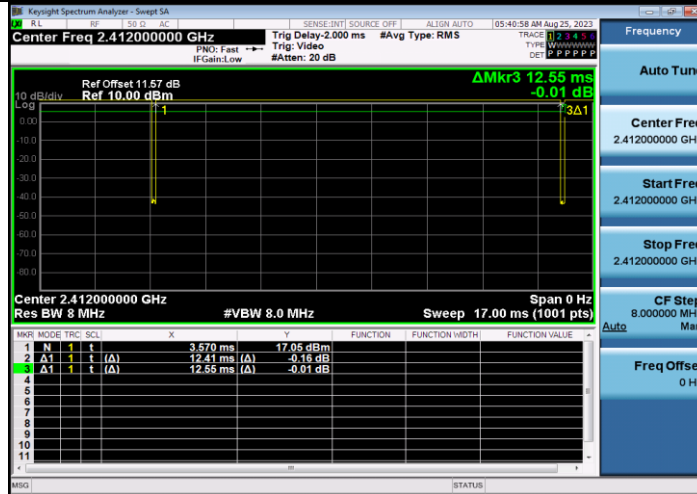 Keysight Spectrum Analyzer - Swept SA
RL RF 50 Ω AC SENSE:INT SOURCE OFF ALIGN AUTO 05:40:58 AM Aug 25, 2023
Center Freq 2.412000000 GHz
PNO: Fast
IFGain:Low
Trig Delay-2.000 ms
Trig: Video
#Atten: 20 dB
#Avg Type: RMS
TRACE 1 2 3 4 5 6
TYPE WWWWWW
DET P P P P P P
ΔMkr3 12.55 ms
-0.01 dB
Ref Offset 11.57 dB
10 dB/div Ref 10.00 dBm
Log
1
3Δ1
0.00
-10.0
-20.0
-30.0
-40.0
-50.0
-60.0
-70.0
-80.0
Center 2.412000000 GHz Span 0 Hz
Res BW 8 MHz #VBW 8.0 MHz Sweep 17.00 ms (1001 pts)
MKR MODE TRC SCL X Y FUNCTION FUNCTION WIDTH FUNCTION VALUE
1 N 1 t 3.570 ms 17.05 dBm
2 Δ1 1 t (Δ) 12.41 ms (Δ) -0.16 dB
3 Δ1 1 t (Δ) 12.55 ms (Δ) -0.01 dB
4
5
6
7
8
9
10
11
MSG STATUS
Frequency
Auto Tun
Center Fre
2.412000000 GH
Start Fre
2.412000000 GH
Stop Fre
2.412000000 GH
CF Step
8.000000 MH
Auto Ma
Freq Offse
0 H